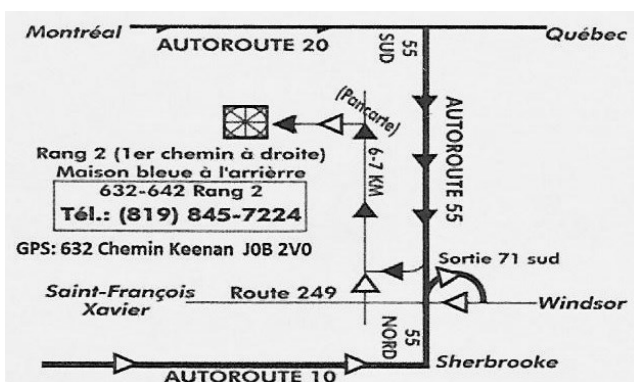 Montréal
AUTOROUTE 20
55
SUD
Québec
(Pancarte)
AUTOROUTE 55
6-7 KM
Rang 2 (1er chemin à droite)
Maison bleue à l'arrièrre
632-642 Rang 2
Tél.: (819) 845-7224
GPS: 632 Chemin Keenan J0B 2V0
Sortie 71 sud
Saint-François
Xavier
Route 249
Windsor
55
NORD
Sherbrooke
AUTOROUTE 10